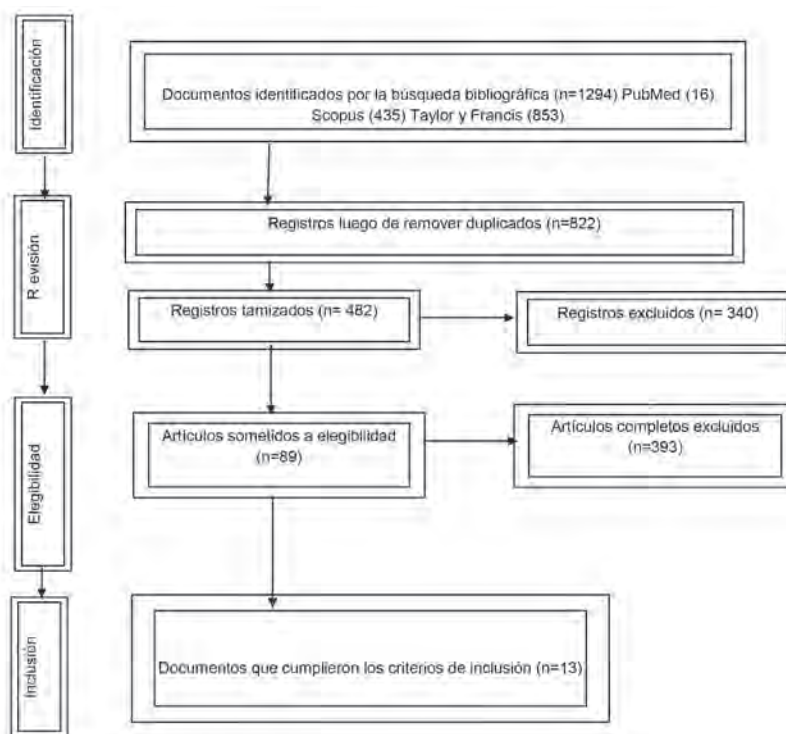 Identificación
Documentos identificados por la búsqueda bibliográfica (n=1294) PubMed (16)
Scopus (435) Taylor y Francis (853)
R evisión
Registros luego de remover duplicados (n=822)
Registros tamizados (n= 482)
Registros excluidos (n= 340)
Elegibilidad
Artículos sometidos a elegibilidad
(n=89)
Artículos completos excluidos
(n=393)
Inclusión
Documentos que cumplieron los criterios de inclusión (n=13)